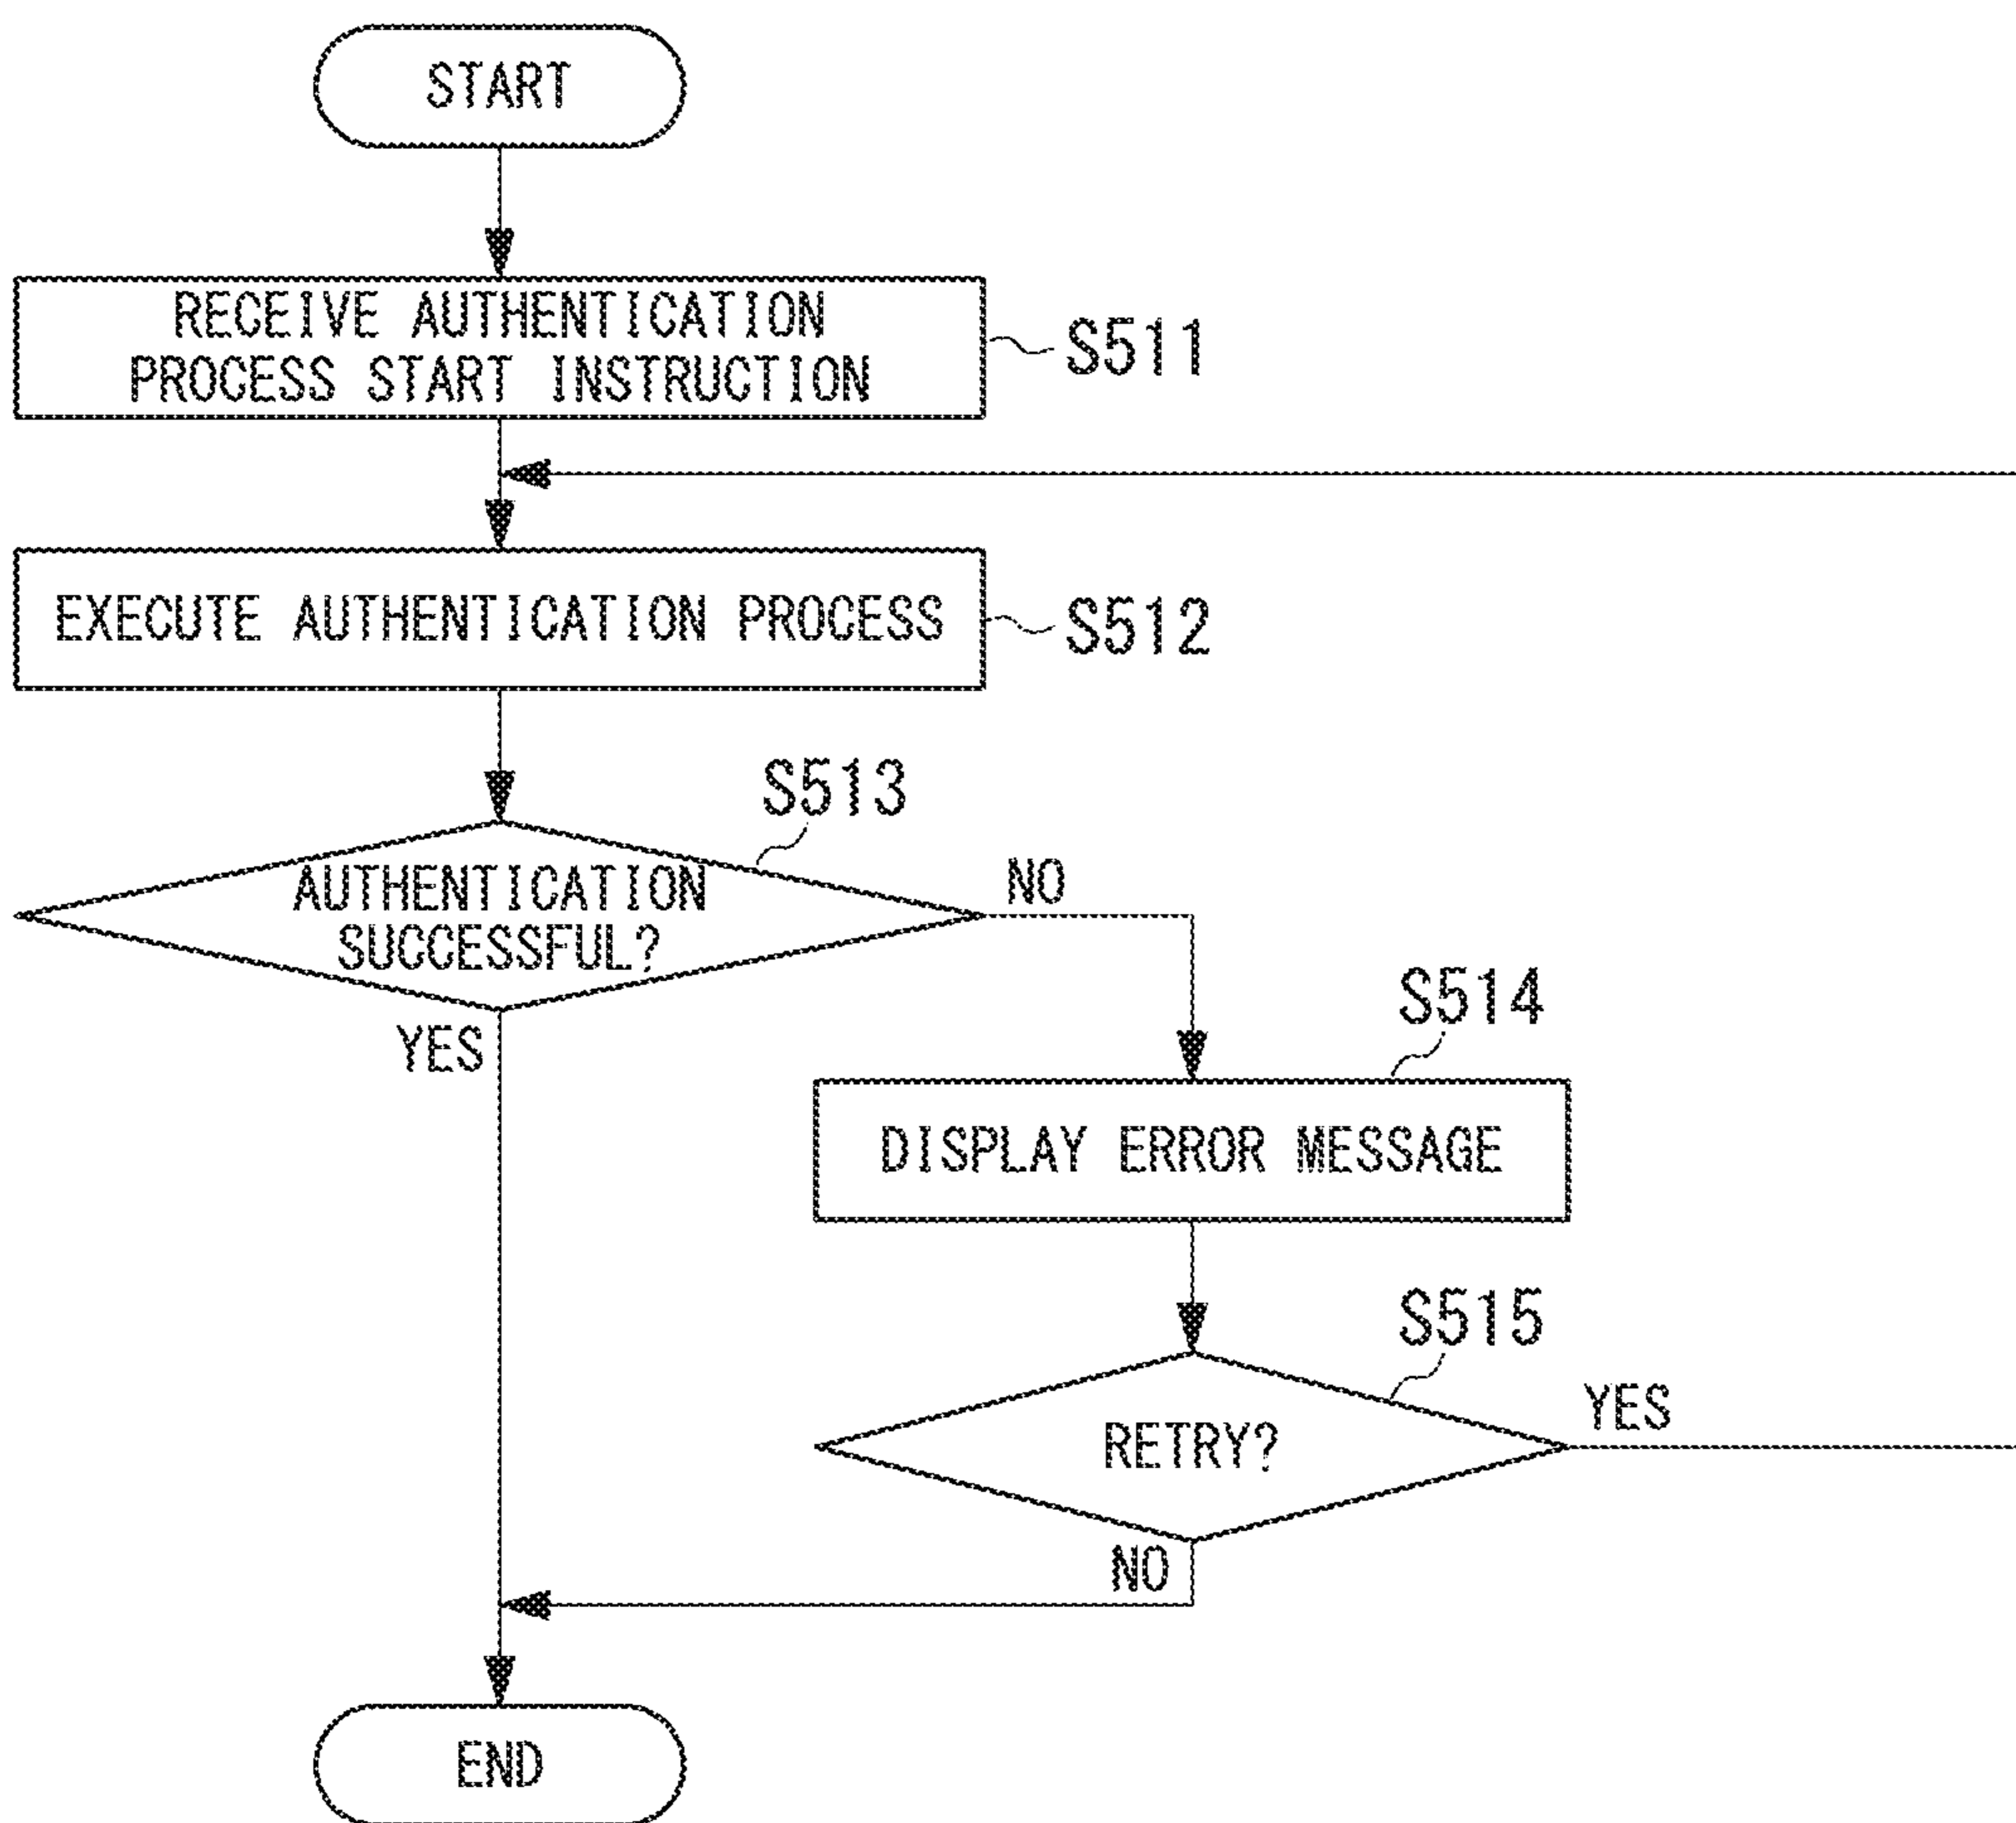 START
RECEIVE AUTHENTICATION
PROCESS START INSTRUCTION
S511
EXECUTE AUTHENTICATION PROCESS
S512
S513
AUTHENTICATION
SUCCESSFUL?
NO
YES
S514
DISPLAY ERROR MESSAGE
S515
RETRY?
YES
NO
END